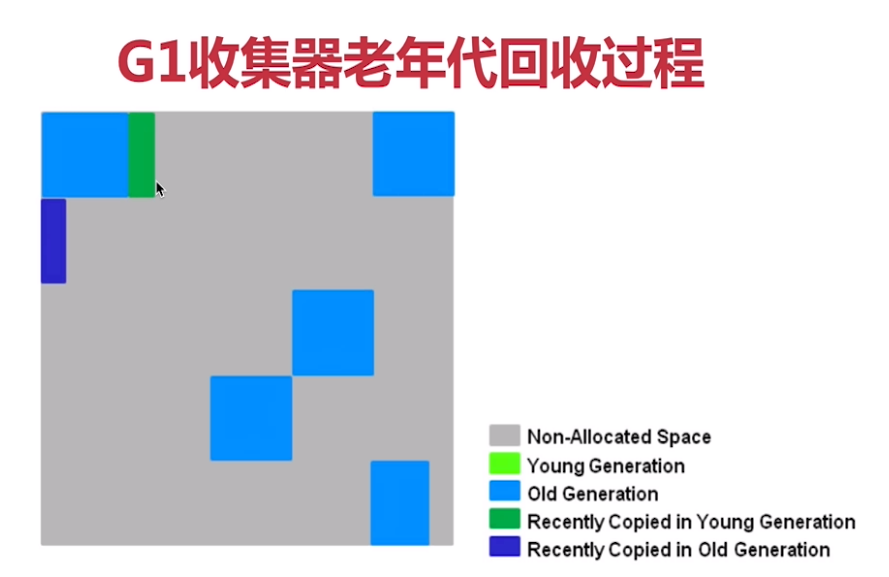 G1收集器老年代回收过程
Non-Allocated Space
Young Generation
Old Generation
Recently Copied in Young Generation
Recently Copied in Old Generation